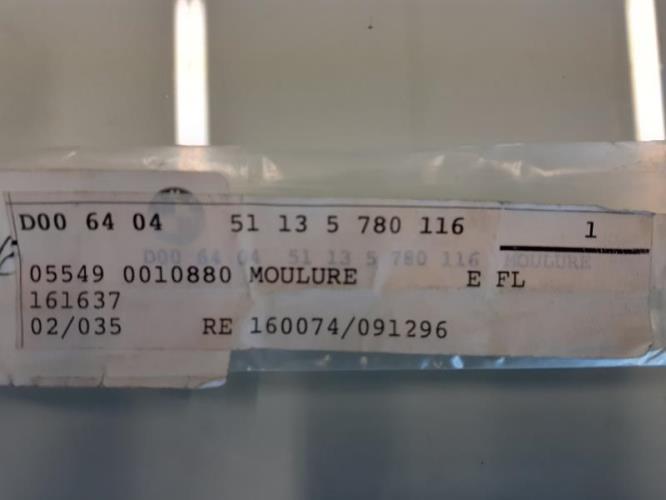 D00 64 04 51 13 5 780 116 1
D00 64 04 51 13 5 780 116 MOULURE
05549 0010880 MOULURE E FL
161637
02/035 RE 160074/091296